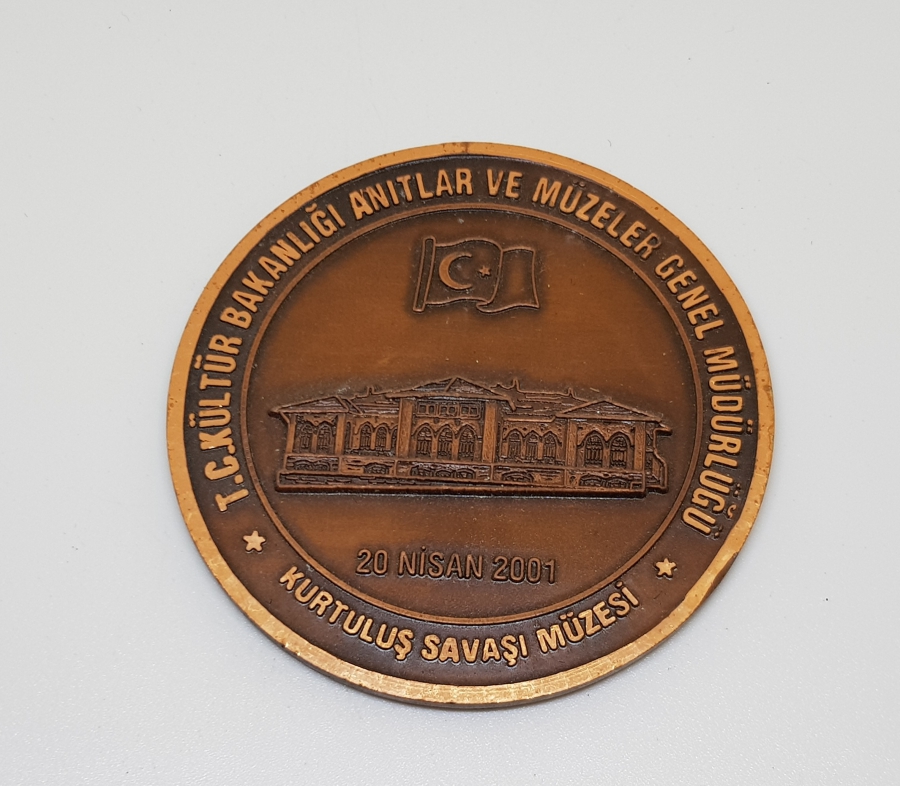 T.C.KÜLTÜR BAKANLIĞI ANITLAR VE MÜZELER GENEL MÜDÜRLÜĞÜ
20 NİSAN 2001
KURTULUŞ SAVAŞI MÜZESİ